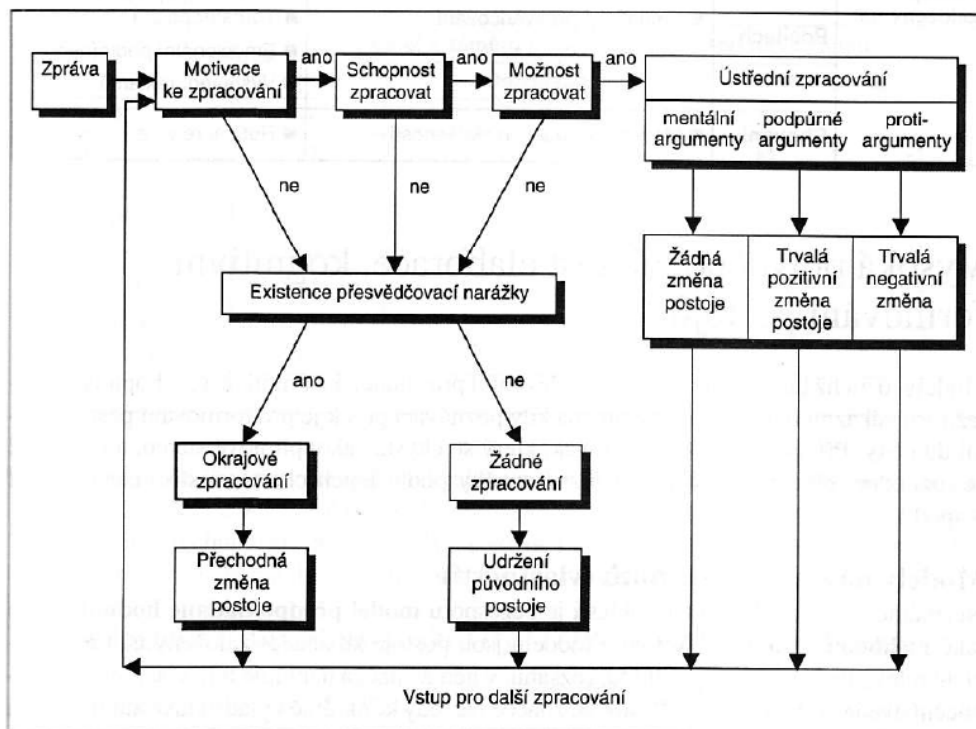 Zpráva
Motivace
ke zpracování
ano
Schopnost
zpracovat
ano
Možnost
zpracovat
ano
Ústřední zpracování
mentální
argumenty
podpůrné
argumenty
proti-
argumenty
ne
ne
ne
Existence přesvědčovací narážky
Žádná
změna
postoje
Trvalá
pozitivní
změna
postoje
Trvalá
negativní
změna
ano
ne
Okrajové
zpracování
Žádné
zpracování
Přechodná
změna
postoje
Udržení
původního
postoje
Vstup pro další zpracování